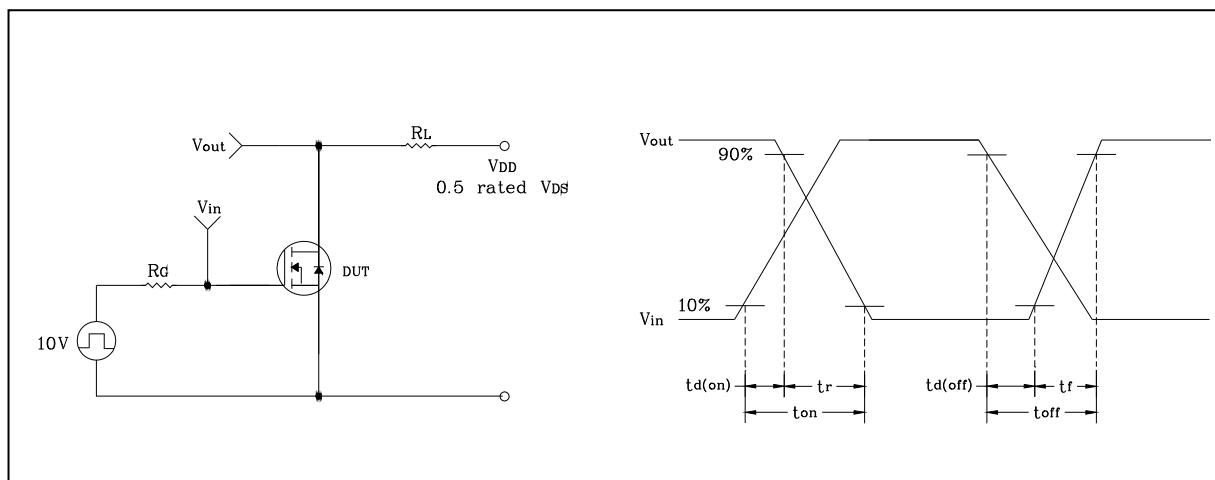 Vout
RL
VDD
0.5 rated VDS
Vin
RG
DUT
10V
Vout
90%
10%
Vin
td(on)
tr
td(off)
tf
ton
toff